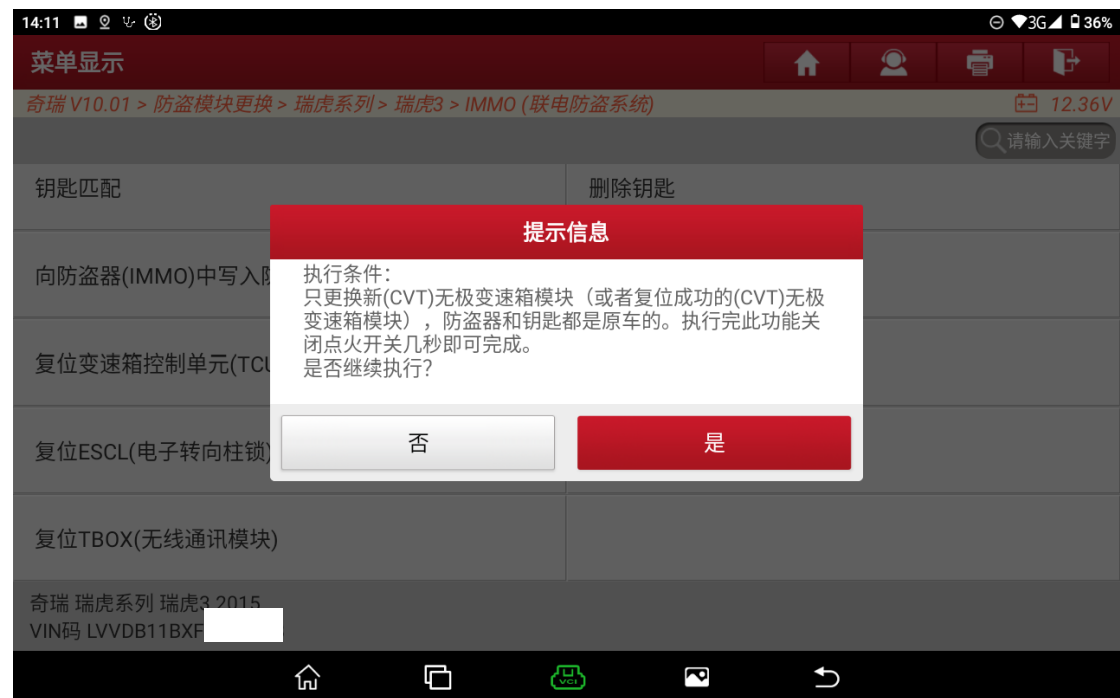 14:11
3G 36%
菜单显示
奇瑞 V10.01 > 防盗模块更换 > 瑞虎系列 > 瑞虎3 > IMMO (联电防盗系统)
12.36V
请输入关键字
钥匙匹配
删除钥匙
提示信息
向防盗器(IMMO)中写入
执行条件:
只更换新(CVT)无极变速箱模块（或者复位成功的(CVT)无极
变速箱模块），防盗器和钥匙都是原车的。执行完此功能关
闭点火开关几秒即可完成。
是否继续执行?
复位变速箱控制单元(TCU
否
是
复位ESCL(电子转向柱锁)
复位TBOX(无线通讯模块)
奇瑞 瑞虎系列 瑞虎3 2015
VIN码 LVVDB11BXF
VCI